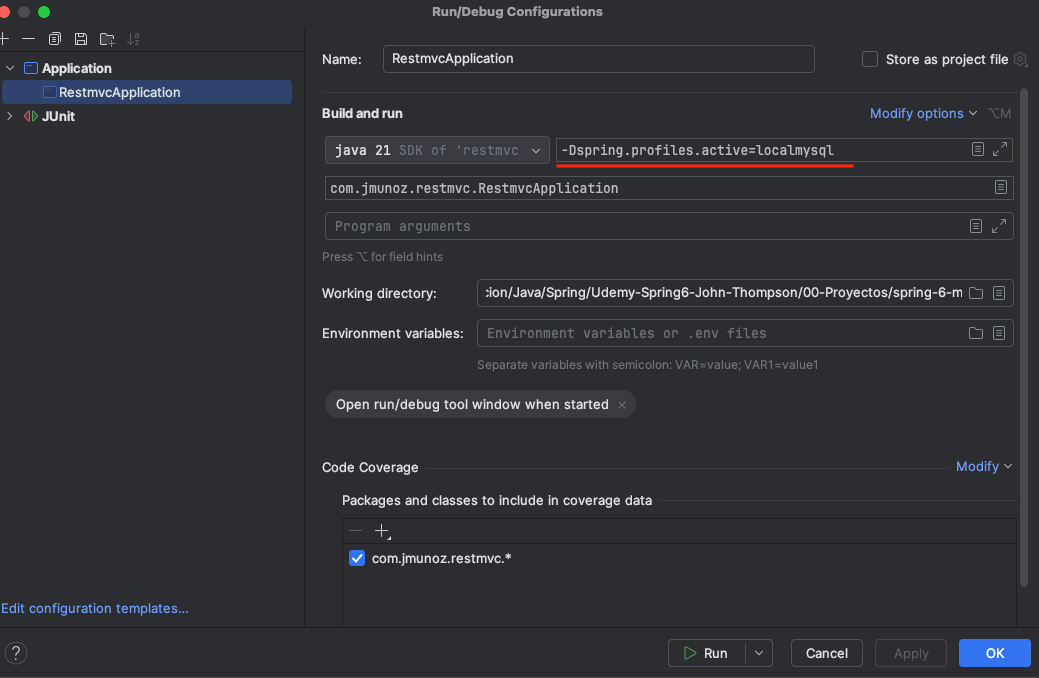 Run/Debug Configurations
Application
RestmvcApplication
JUnit
Edit configuration templates...
Name: RestmvcApplication Store as project file
Build and run Modify options ⌥M
java 21 SDK of 'restmvc -Dspring.profiles.active=localmysql
com.jmunoz.restmvc.RestmvcApplication
Program arguments
Press ⌥ for field hints
Working directory: cion/Java/Spring/Udemy-Spring6-John-Thompson/00-Proyectos/spring-6-m
Environment variables: Environment variables or .env files
Separate variables with semicolon: VAR=value; VAR1=value1
Open run/debug tool window when started ×
Code Coverage Modify
Packages and classes to include in coverage data
com.jmunoz.restmvc.*
? Run Cancel Apply OK